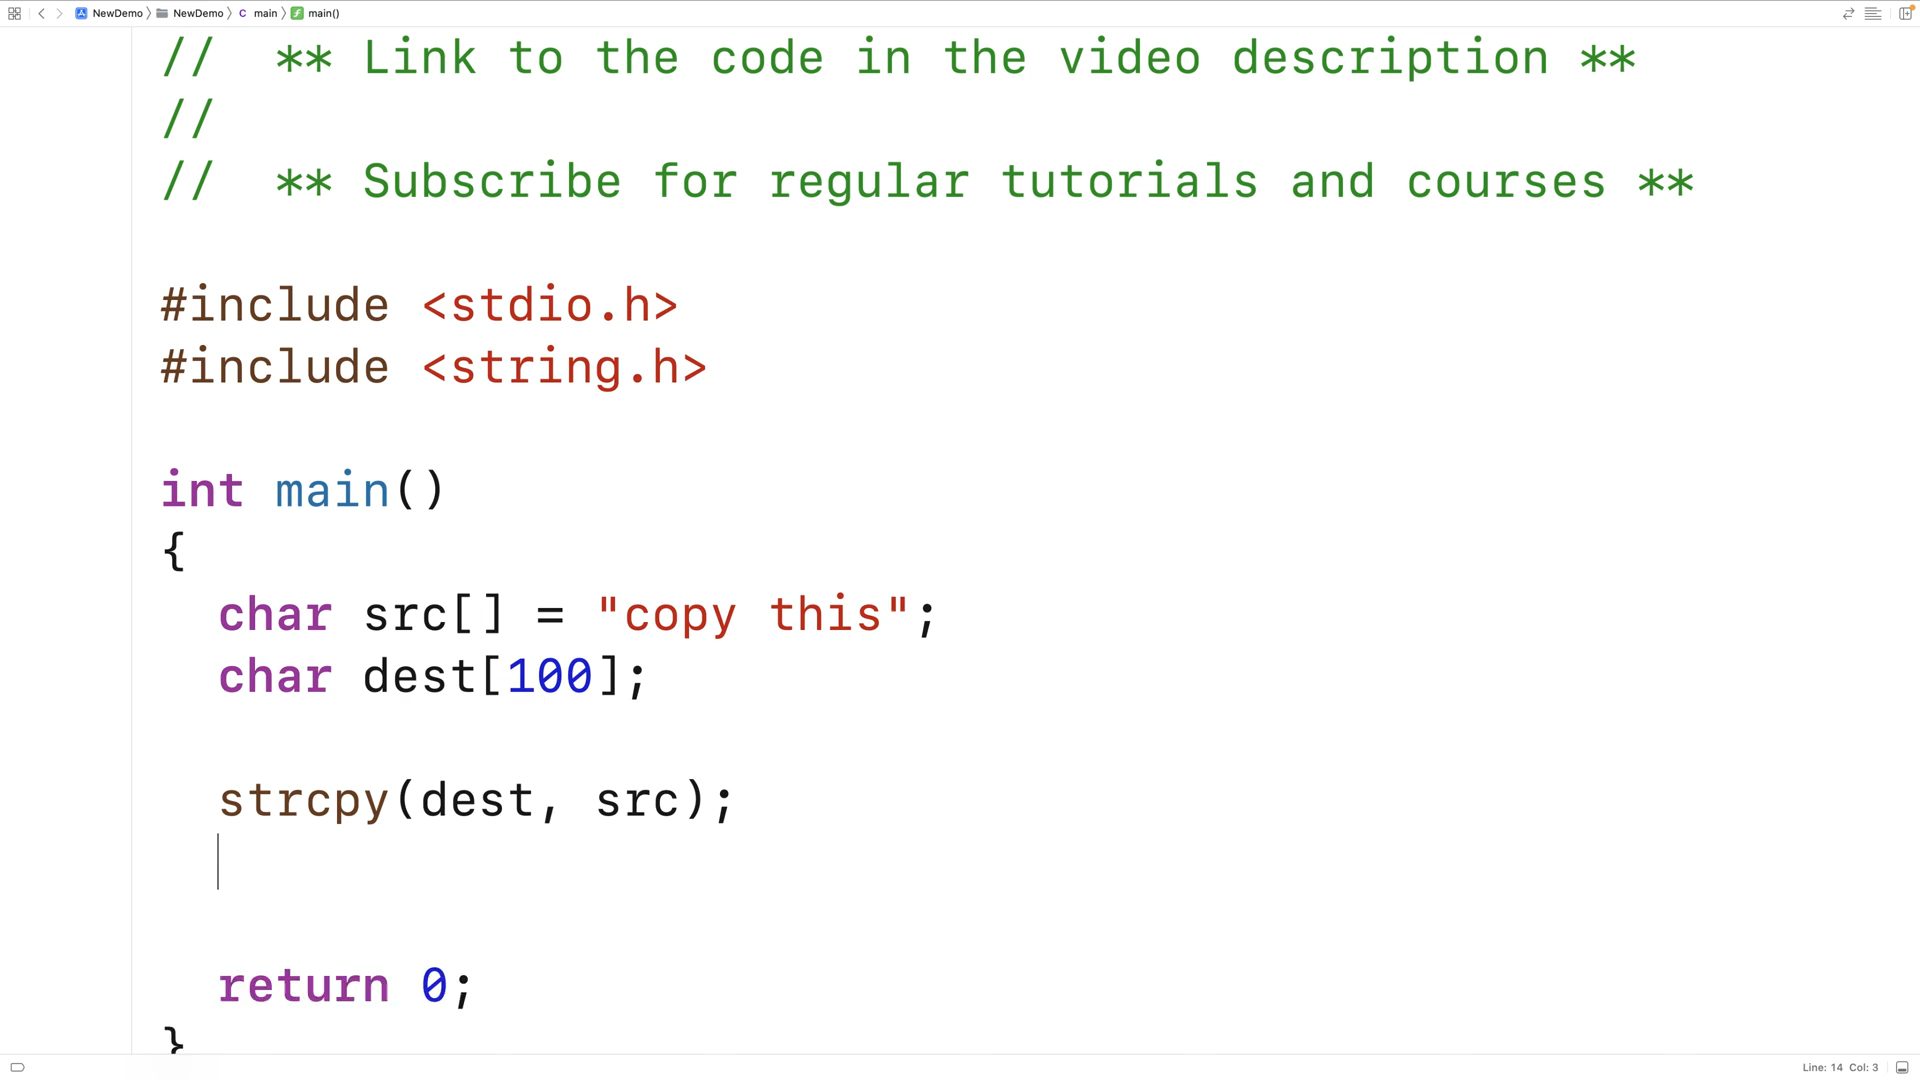 NewDemo NewDemo C main f main()
//  ** Link to the code in the video description **
//
//  ** Subscribe for regular tutorials and courses **
#include <stdio.h>
#include <string.h>
int main()
{
  char src[] = "copy this";
  char dest[100];
  strcpy(dest, src);
  return 0;
}
Line: 14 Col: 3